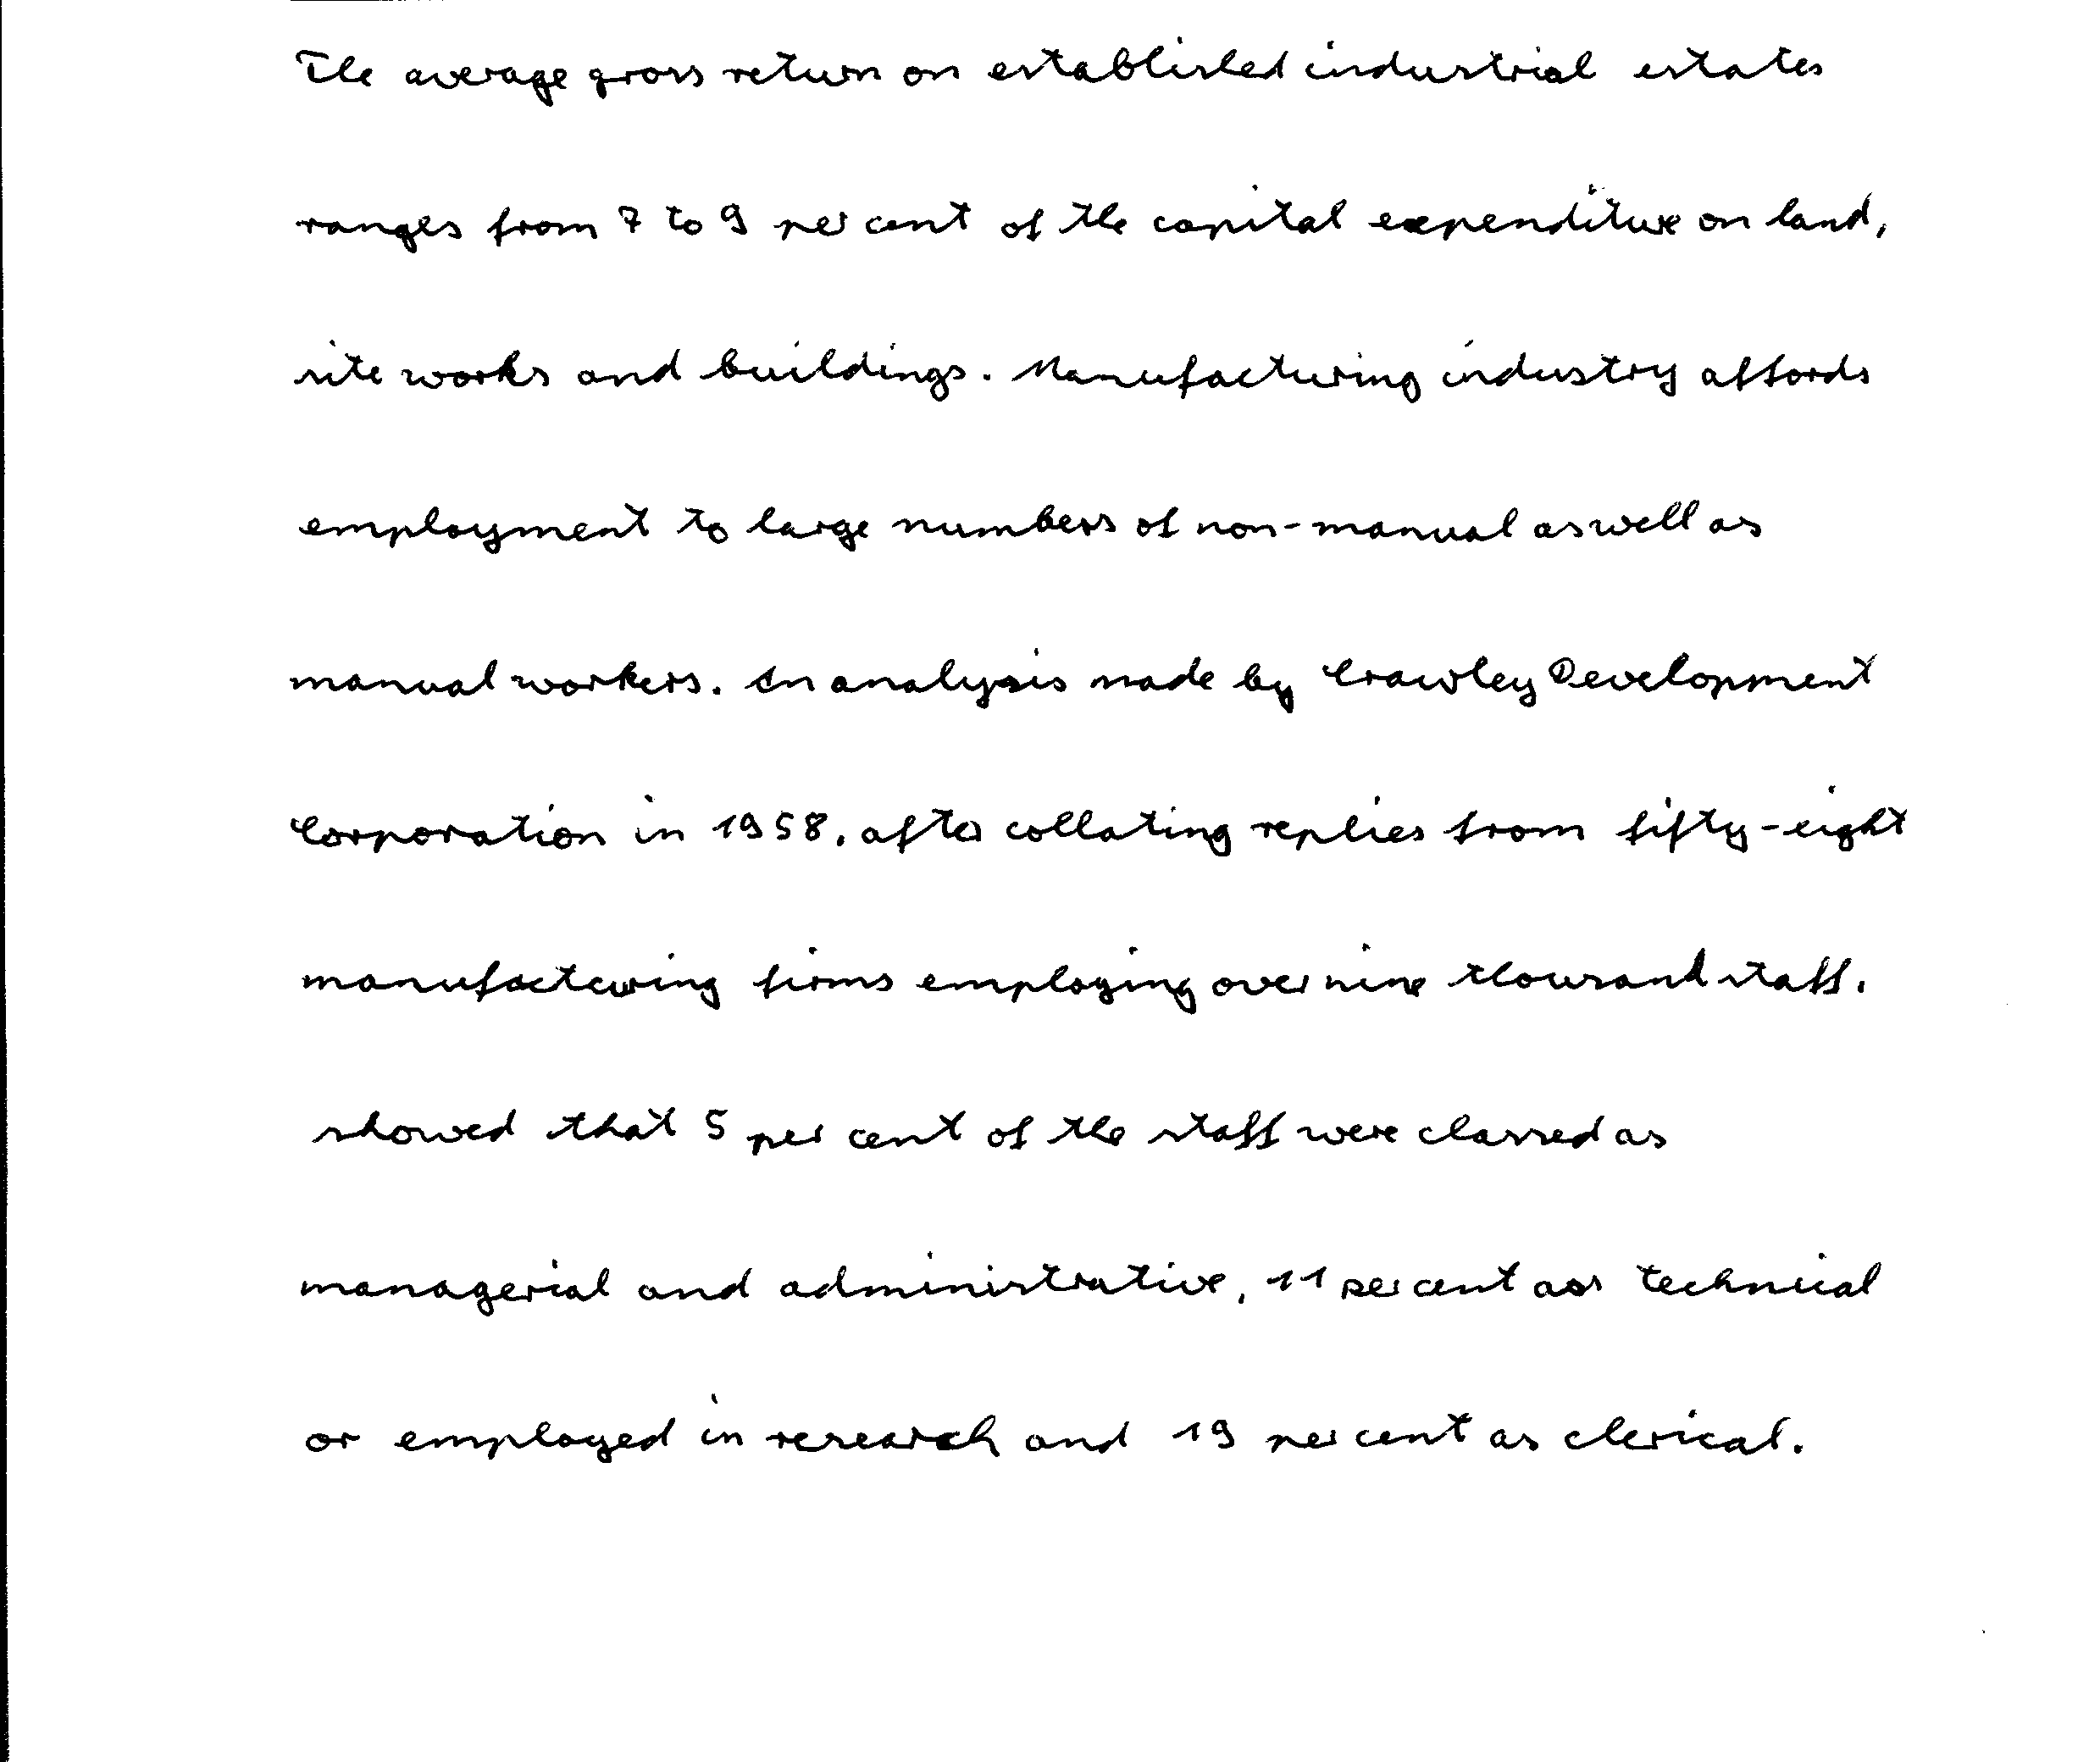 The average gross return on established industrial estates
ranges from 7 to 9 per cent of the capital expenditure on land,
site works and buildings. Manufacturing industry affords
employment to large numbers of non-manual as well as
manual workers. An analysis made by Crawley Development
Corporation in 1958, after collating replies from fifty-eight
manufacturing firms employing over nine thousand staff,
showed that 5 per cent of the staff were classed as
managerial and administrative, 11 per cent as technical
or employed in research and 19 per cent as clerical.